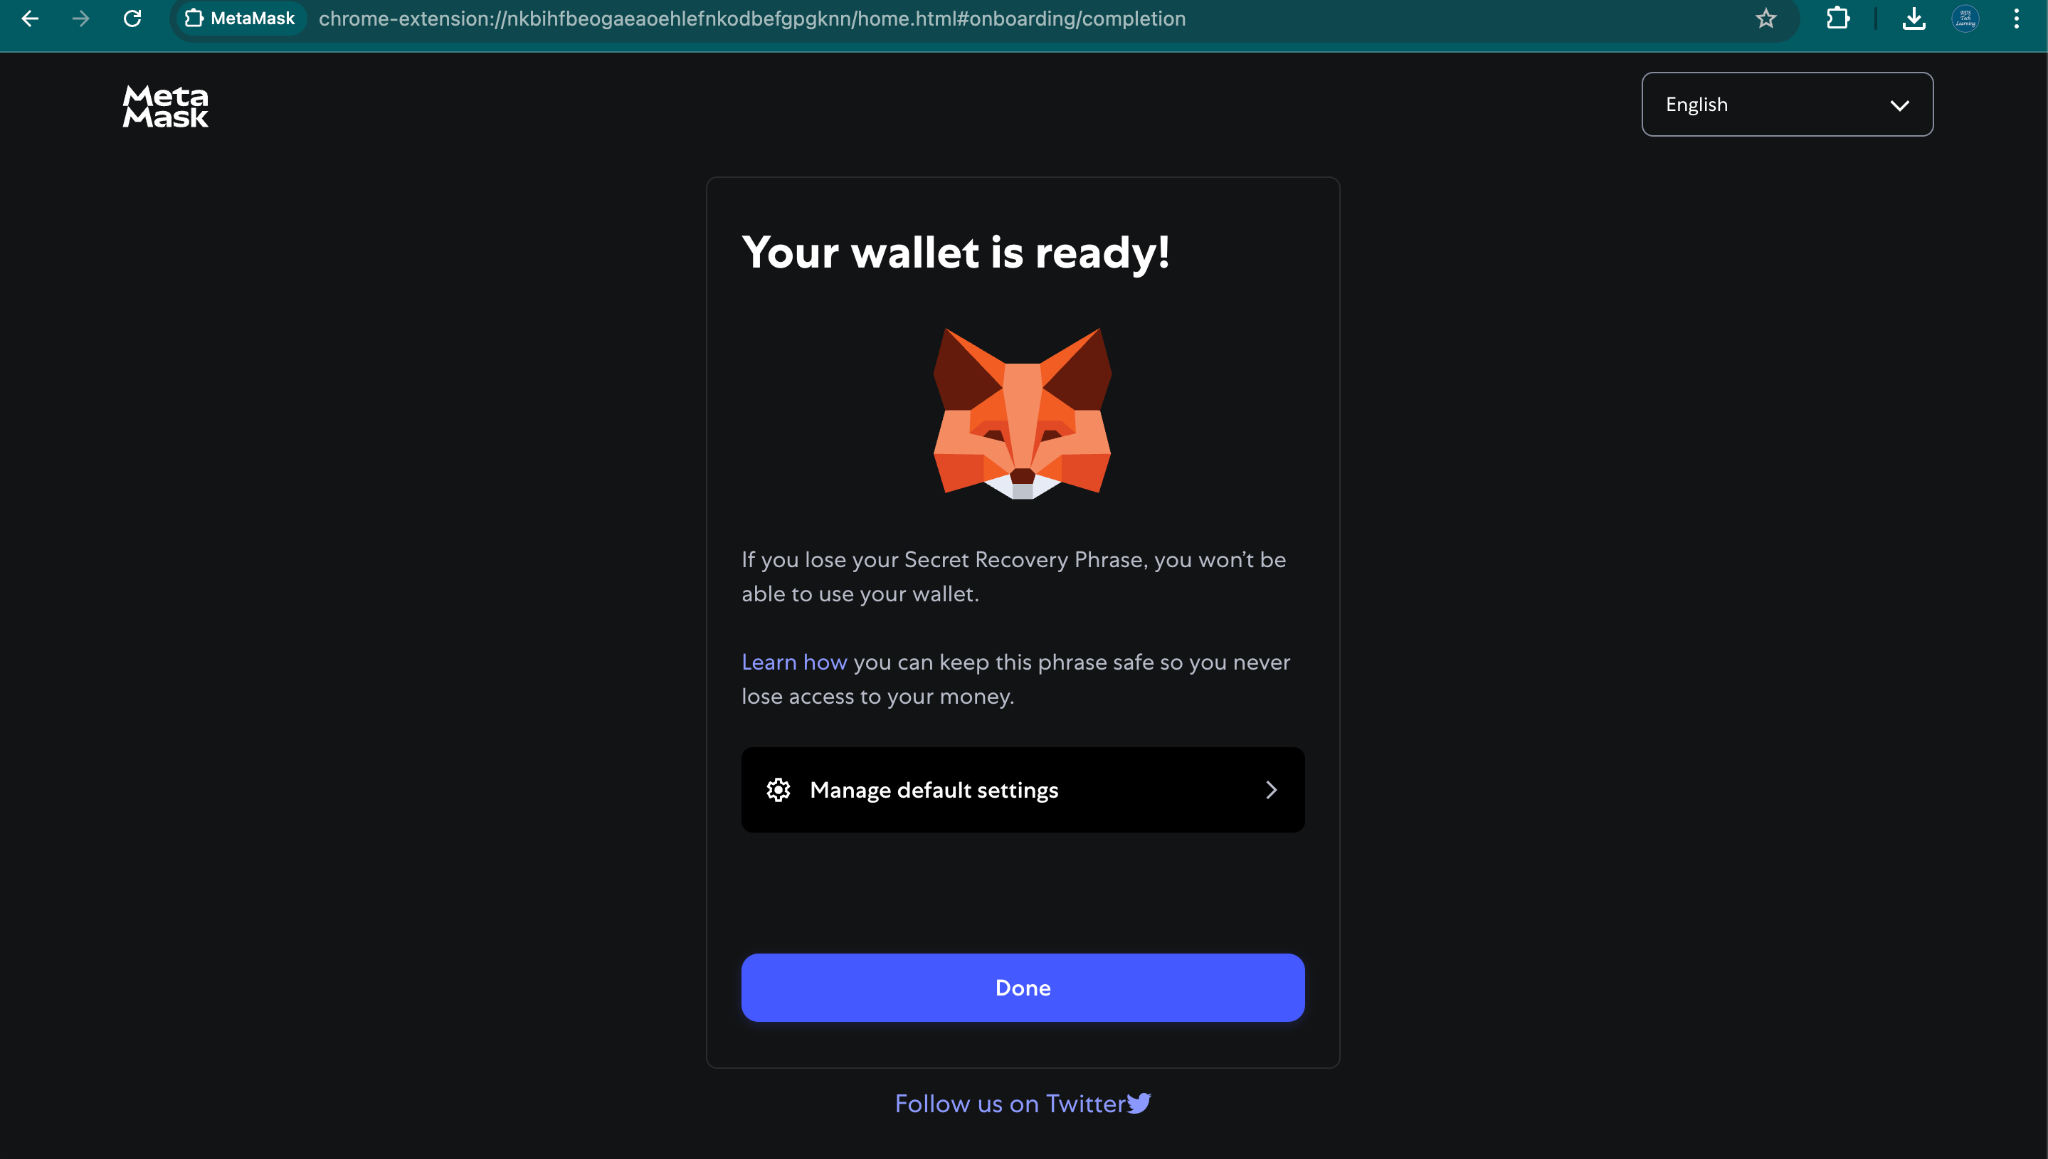 MetaMask chrome-extension://nkbihfbeogaeaoehlefnkodbefgpgknn/home.html#onboarding/completion
Meta
Mask
English
Your wallet is ready!
If you lose your Secret Recovery Phrase, you won’t be
able to use your wallet.
Learn how you can keep this phrase safe so you never
lose access to your money.
Manage default settings
Done
Follow us on Twitter